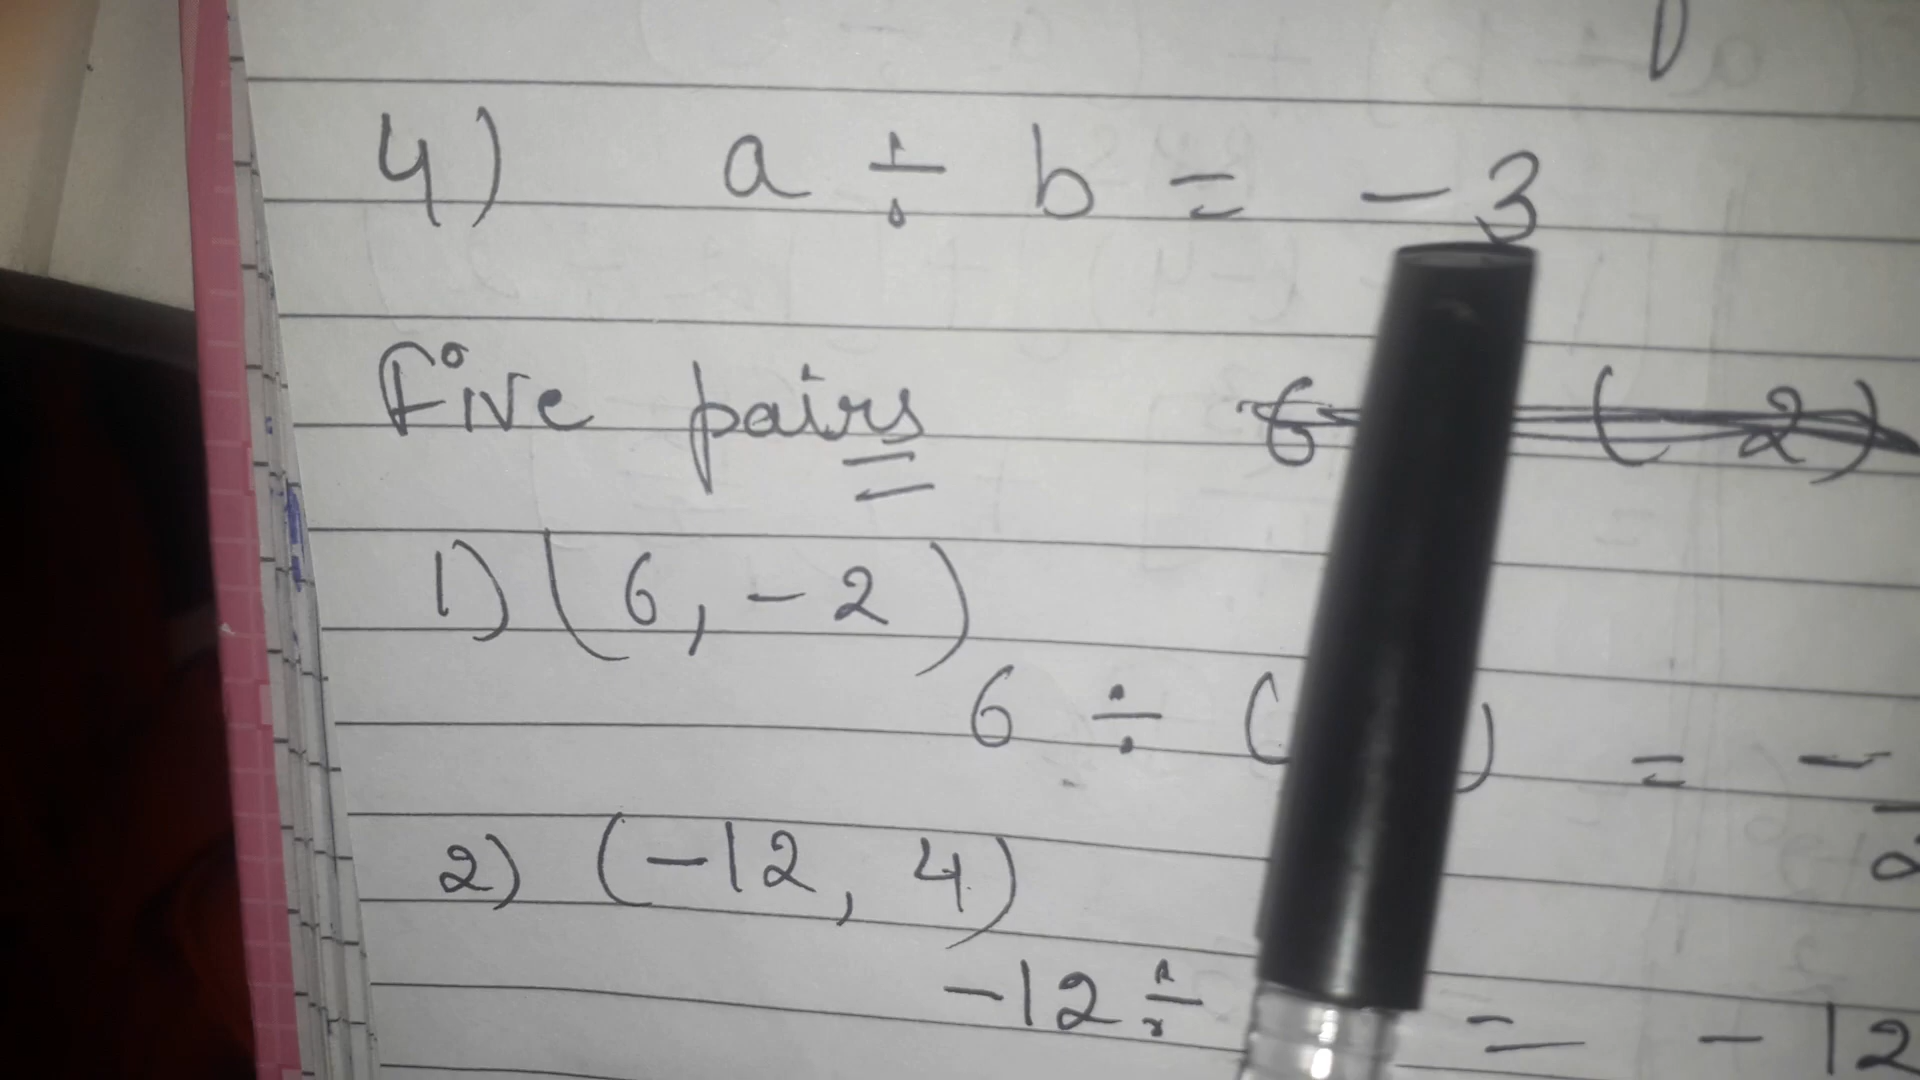 4) a ÷ b = -3
Five pairs
1) (6, -2)
6 ÷ ( ) = -
2) (-12, 4)
-12 ÷ = -12